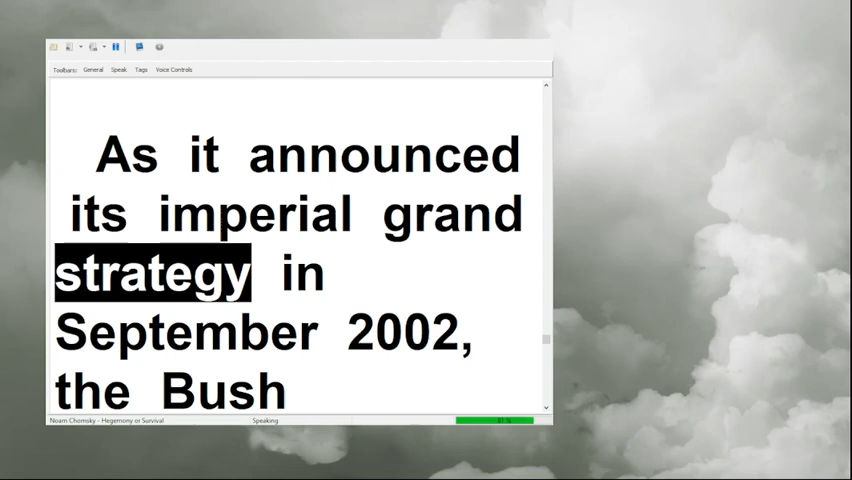 Toolbars: General Speak Tags Voice Controls
As it announced
its imperial grand
strategy in
September 2002,
the Bush
Noam Chomsky - Hegemony or Survival Speaking 81 %